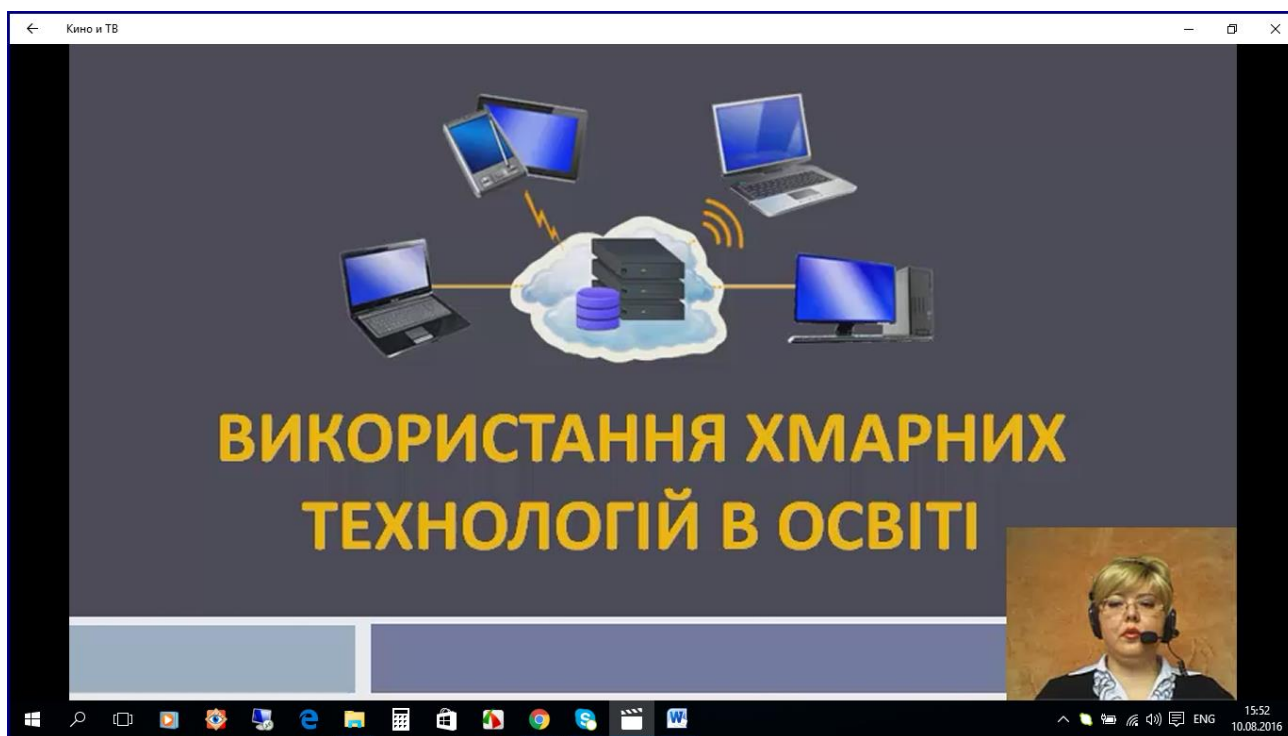 Кино и ТВ
ВИКОРИСТАННЯ ХМАРНИХ
ТЕХНОЛОГІЙ В ОСВІТІ
ENG
15:52
10.08.2016